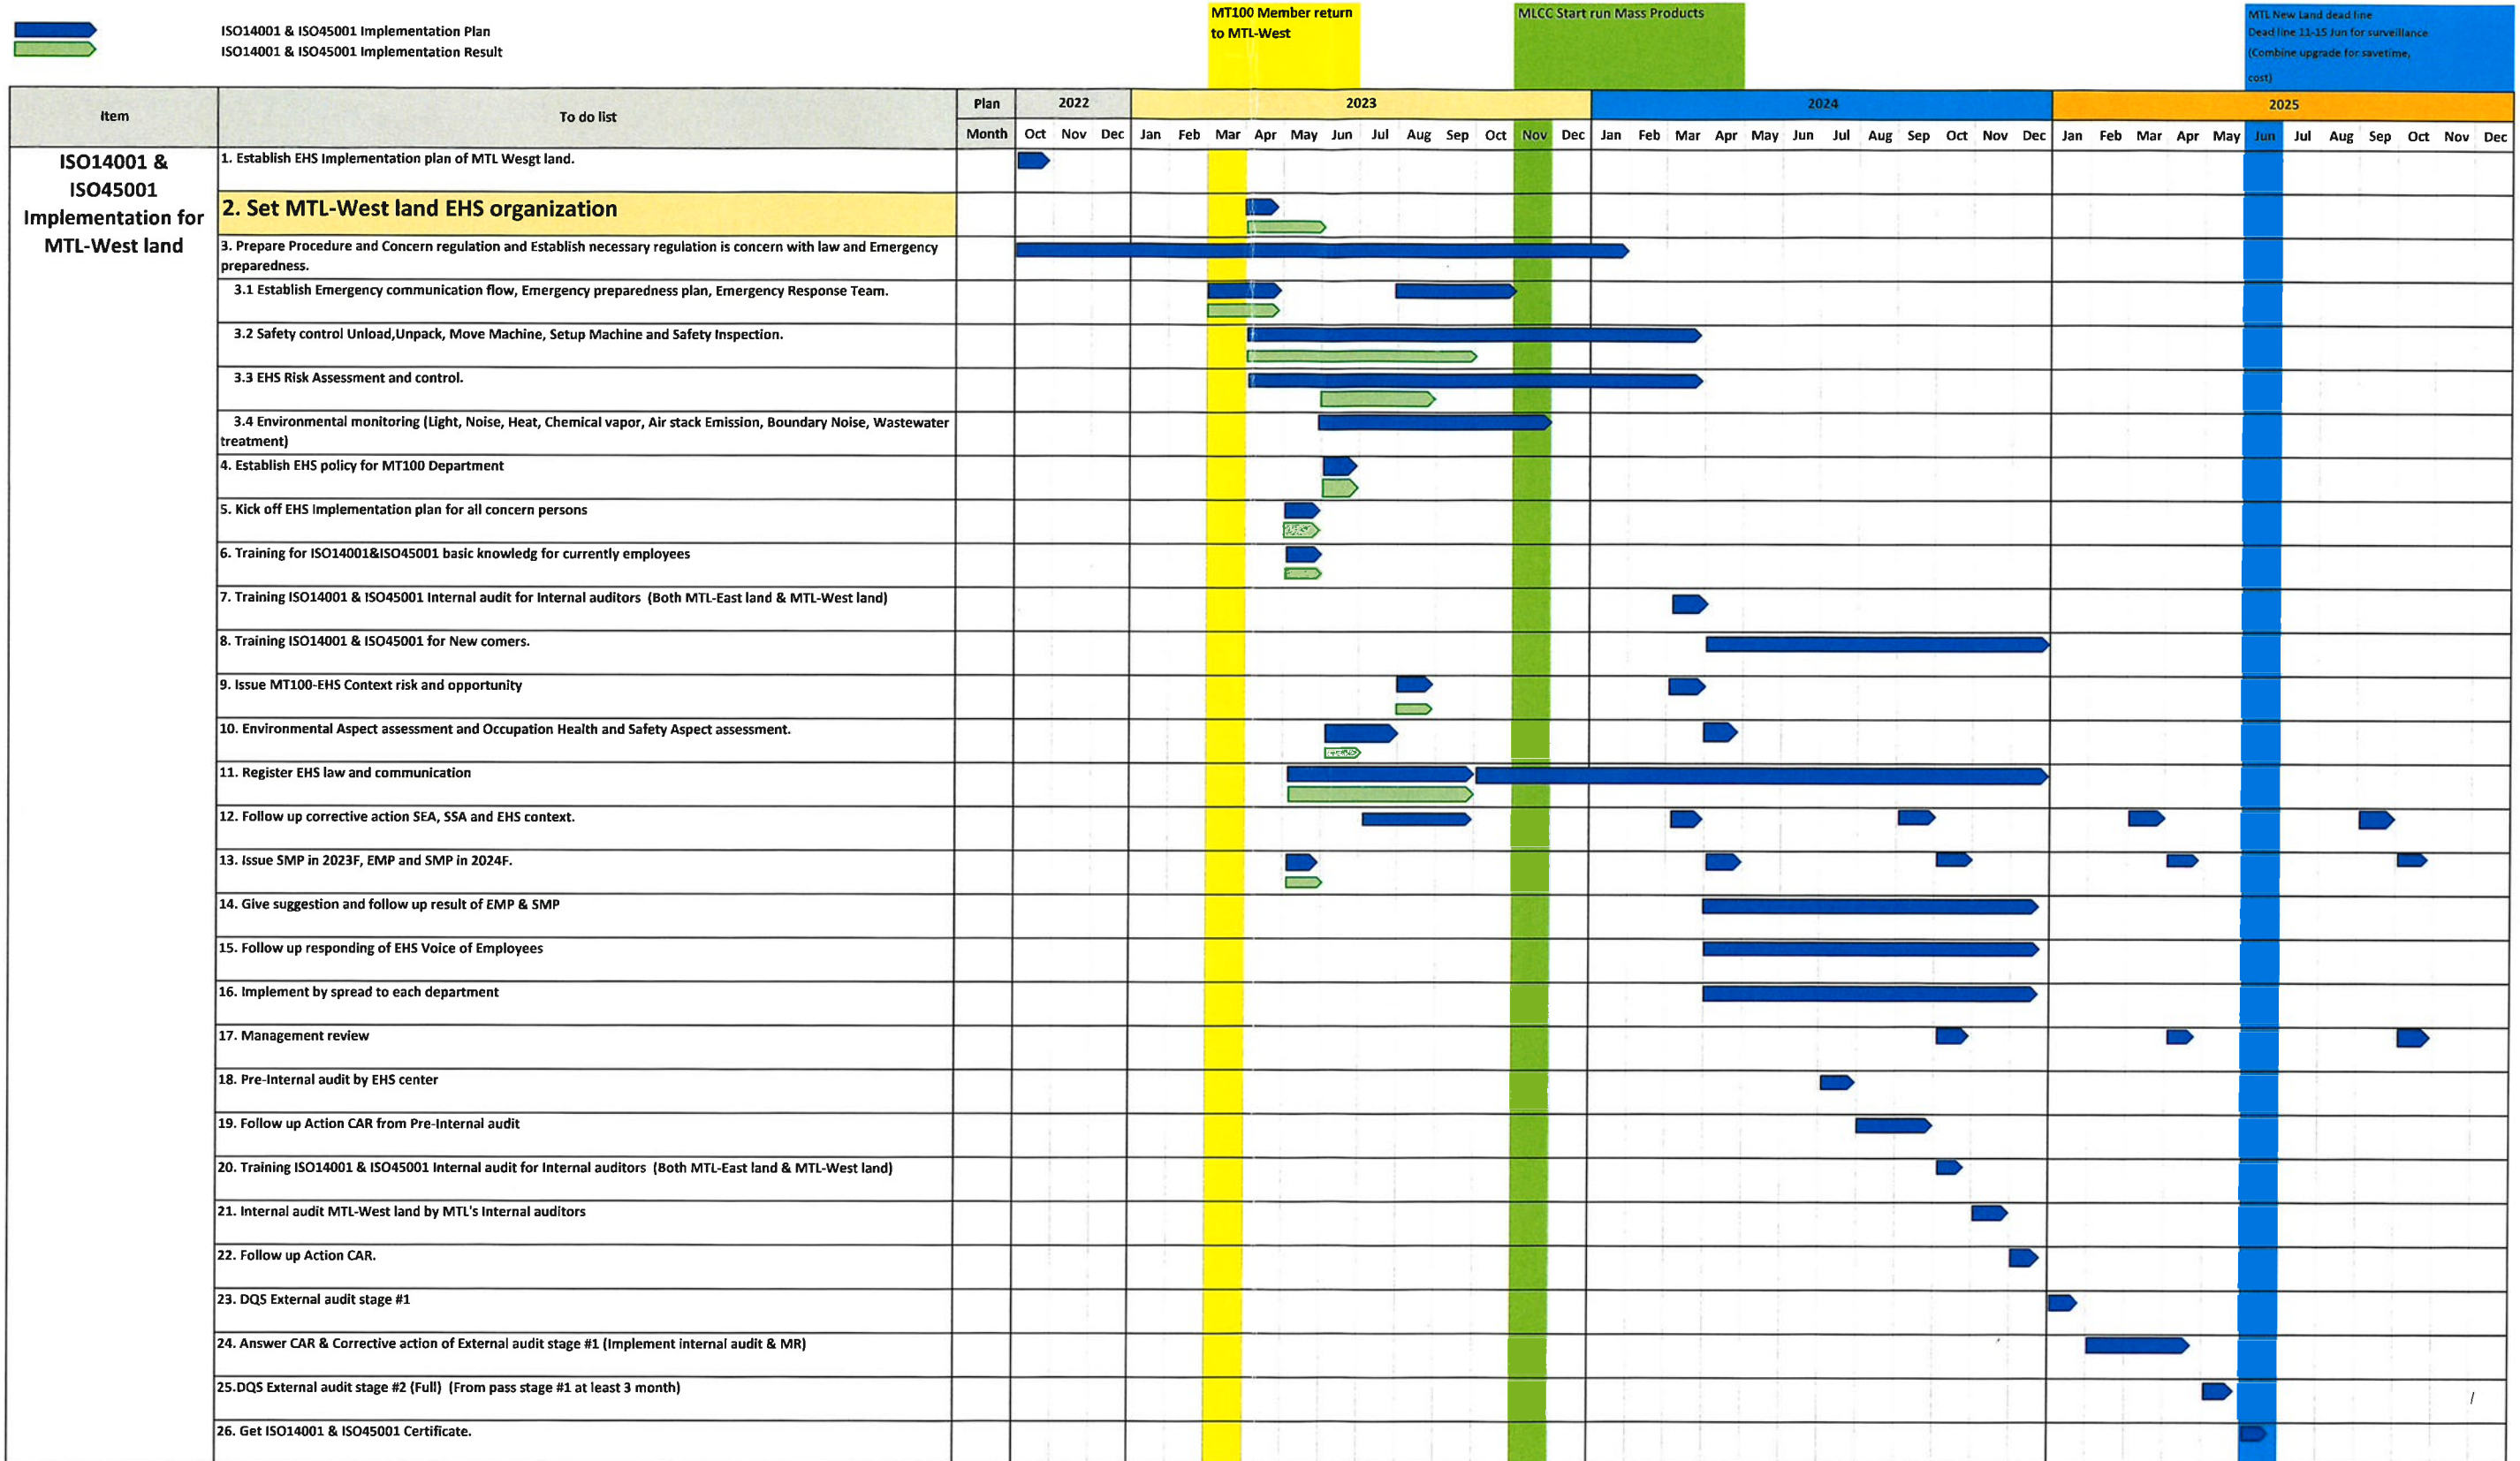 MT100 Member return
to MTL-West
MLCC Start run Mass Products
MTL New Land dead line
Dead line 11-15 Jun for surveillance
(Combine upgrade for savetime,
cost)
ISO14001 & ISO45001 Implementation Plan
ISO14001 & ISO45001 Implementation Result
Item
To do list
Plan
2022
2023
2024
2025
Month
Oct Nov Dec Jan Feb Mar Apr May Jun Jul Aug Sep Oct Nov Dec Jan Feb Mar Apr May Jun Jul Aug Sep Oct Nov Dec Jan Feb Mar Apr May Jun Jul Aug Sep Oct Nov Dec
ISO14001 &
ISO45001
Implementation for
MTL-West land
1. Establish EHS Implementation plan of MTL Wesgt land.
2. Set MTL-West land EHS organization
3. Prepare Procedure and Concern regulation and Establish necessary regulation is concern with law and Emergency
preparedness.
3.1 Establish Emergency communication flow, Emergency preparedness plan, Emergency Response Team.
3.2 Safety control Unload,Unpack, Move Machine, Setup Machine and Safety Inspection.
3.3 EHS Risk Assessment and control.
3.4 Environmental monitoring (Light, Noise, Heat, Chemical vapor, Air stack Emission, Boundary Noise, Wastewater
treatment)
4. Establish EHS policy for MT100 Department
5. Kick off EHS Implementation plan for all concern persons
6. Training for ISO14001&ISO45001 basic knowledg for currently employees
7. Training ISO14001 & ISO45001 Internal audit for Internal auditors (Both MTL-East land & MTL-West land)
8. Training ISO14001 & ISO45001 for New comers.
9. Issue MT100-EHS Context risk and opportunity
10. Environmental Aspect assessment and Occupation Health and Safety Aspect assessment.
11. Register EHS law and communication
12. Follow up corrective action SEA, SSA and EHS context.
13. Issue SMP in 2023F, EMP and SMP in 2024F.
14. Give suggestion and follow up result of EMP & SMP
15. Follow up responding of EHS Voice of Employees
16. Implement by spread to each department
17. Management review
18. Pre-Internal audit by EHS center
19. Follow up Action CAR from Pre-Internal audit
20. Training ISO14001 & ISO45001 Internal audit for Internal auditors (Both MTL-East land & MTL-West land)
21. Internal audit MTL-West land by MTL's Internal auditors
22. Follow up Action CAR.
23. DQS External audit stage #1
24. Answer CAR & Corrective action of External audit stage #1 (Implement internal audit & MR)
25.DQS External audit stage #2 (Full) (From pass stage #1 at least 3 month)
26. Get ISO14001 & ISO45001 Certificate.